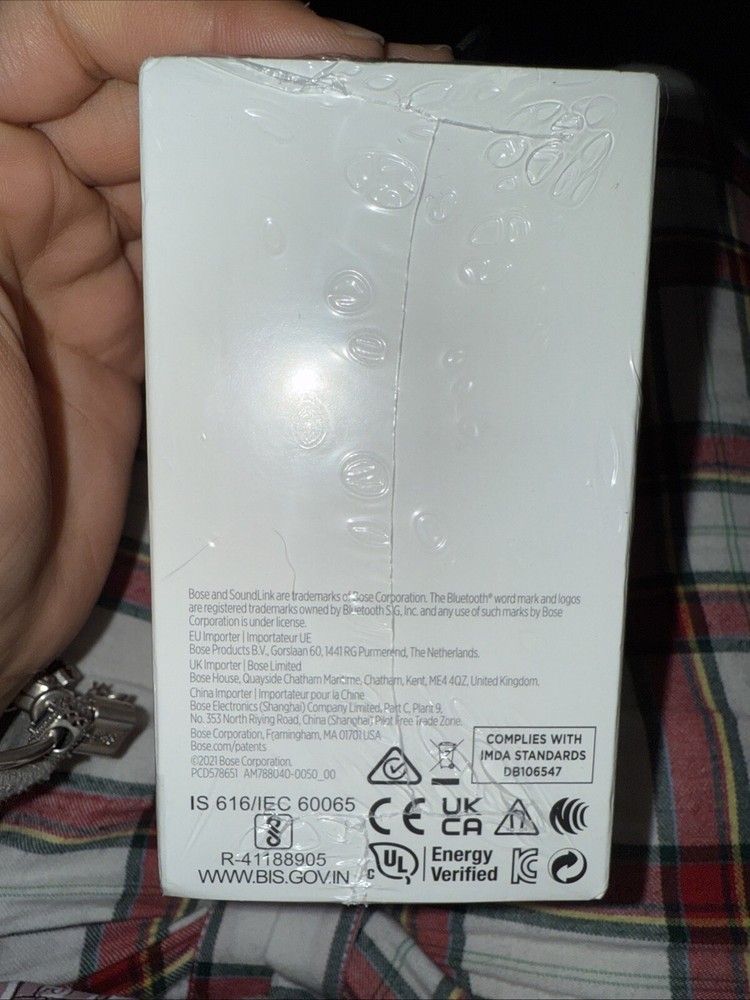 Bose and SoundLink are trademarks of Bose Corporation. The Bluetooth® word mark and logos
are registered trademarks owned by Bluetooth SIG, Inc. and any use of such marks by Bose
Corporation is under license.
EU Importer | Importateur UE
Bose Products B.V., Gorslaan 60, 1441 RG Purmerend, The Netherlands.
UK Importer | Bose Limited
Bose House, Quayside Chatham Maritime, Chatham, Kent, ME4 4QZ, United Kingdom.
China Importer | Importateur pour la Chine
Bose Electronics (Shanghai) Company Limited, Part C, Plant 9,
No. 353 North Riying Road, China (Shanghai) Pilot Free Trade Zone.
Bose Corporation, Framingham, MA 01701 USA
Bose.com/patents
©2021 Bose Corporation.
PCD578651 AM788040-0050_00
COMPLIES WITH
IMDA STANDARDS
DB106547
IS 616/IEC 60065
R-41188905
WWW.BIS.GOV.IN
CE
UK
CA
c UL
Energy
Verified